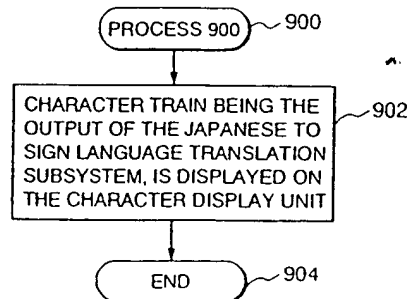 PROCESS 900
900
CHARACTER TRAIN BEING THE
OUTPUT OF THE JAPANESE TO
SIGN LANGUAGE TRANSLATION
SUBSYSTEM, IS DISPLAYED ON
THE CHARACTER DISPLAY UNIT
902
END
904